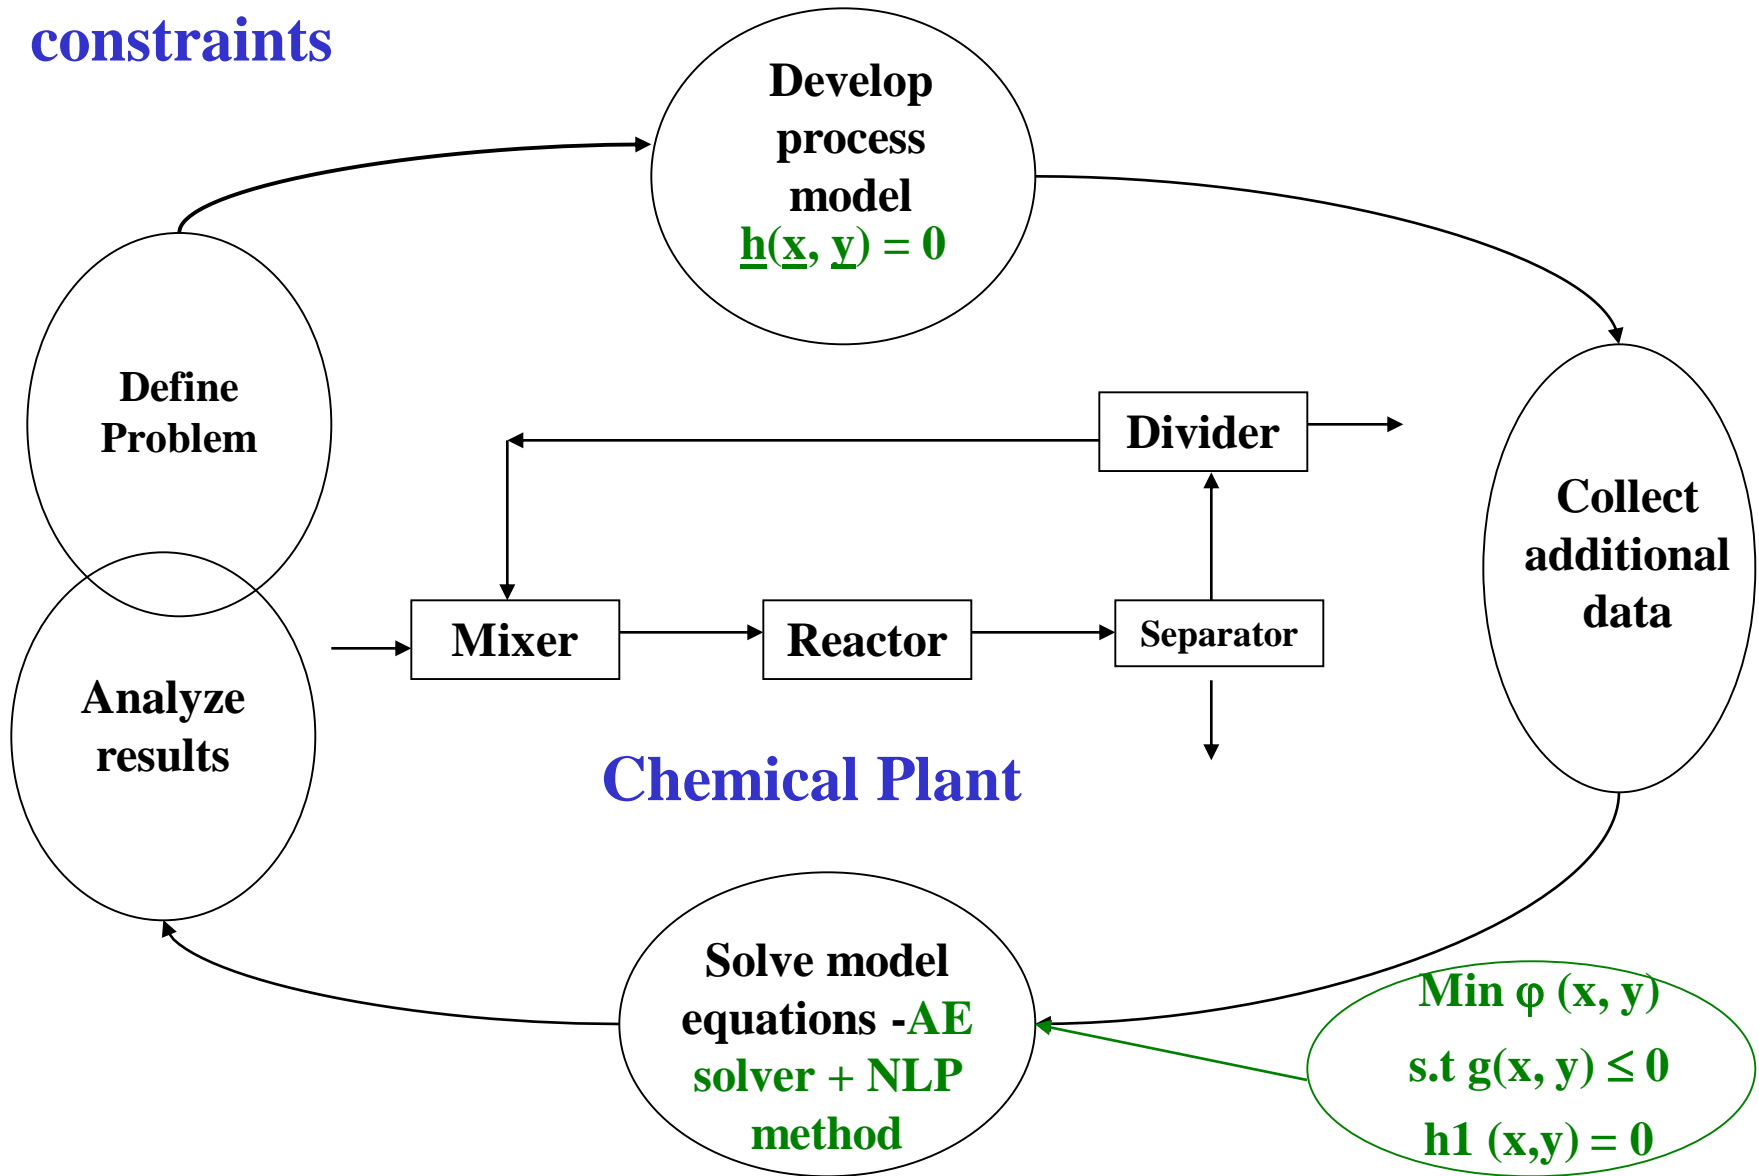 constraints
Develop
process
model
h(x, y) = 0
Define
Problem
Divider
Collect
additional
data
Mixer
Reactor
Separator
Analyze
results
Chemical Plant
Solve model
equations -AE
solver + NLP
method
Min φ (x, y)
s.t g(x, y) ≤ 0
h1 (x,y) = 0